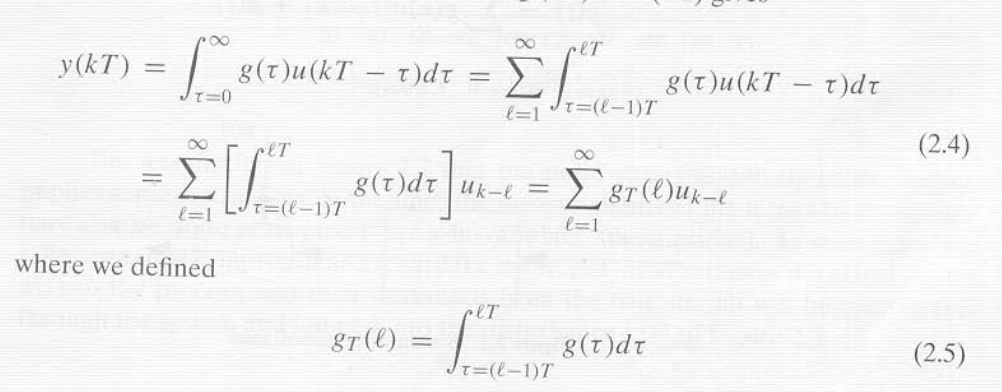 gives
y(kT) = ∫_{τ=0}^{∞} g(τ)u(kT − τ)dτ = ∑_{ℓ=1}^{∞} ∫_{τ=(ℓ−1)T}^{ℓT} g(τ)u(kT − τ)dτ
(2.4)
= ∑_{ℓ=1}^{∞} [∫_{τ=(ℓ−1)T}^{ℓT} g(τ)dτ] u_{k−ℓ} = ∑_{ℓ=1}^{∞} g_T(ℓ)u_{k−ℓ}
where we defined
g_T(ℓ) = ∫_{τ=(ℓ−1)T}^{ℓT} g(τ)dτ (2.5)